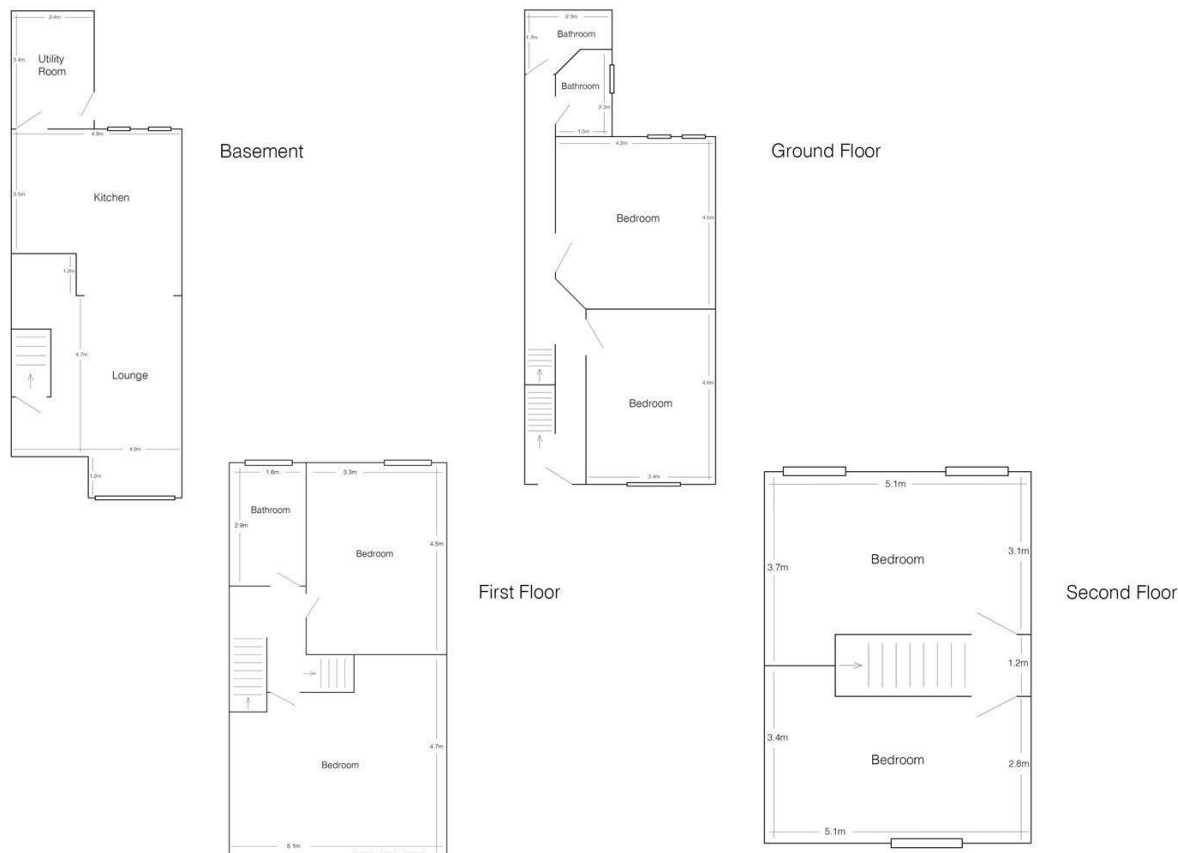 2.4m
3.4m
Utility
Room
4.9m
3.5m
Kitchen
1.2m
4.7m
Lounge
4.9m
1.2m
Basement
2.3m
1.7m
Bathroom
Bathroom
2.3m
1.5m
4.2m
Bedroom
4.5m
Bedroom
4.6m
3.4m
Ground Floor
1.6m
3.3m
2.9m
Bathroom
Bedroom
4.5m
Bedroom
4.7m
5.1m
First Floor
5.1m
Bedroom
3.1m
3.7m
1.2m
3.4m
Bedroom
2.8m
5.1m
Second Floor